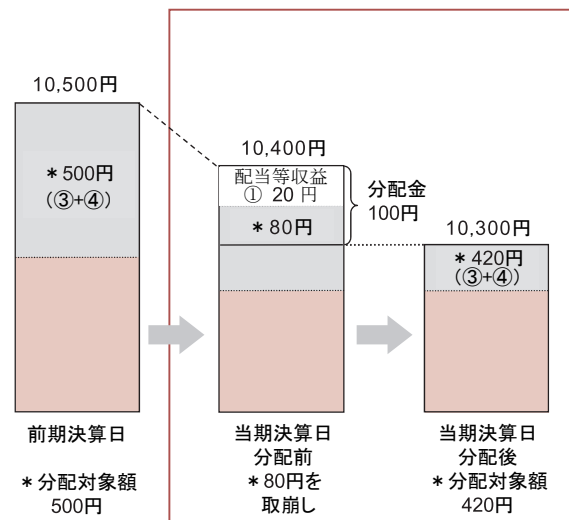 10,500円
＊500円
（③+④）
前期決算日
＊分配対象額
500円
10,400円
配当等収益
① 20 円
＊80円
分配金
100円
当期決算日
分配前
＊80円を
取崩し
10,300円
＊420円
（③+④）
当期決算日
分配後
＊分配対象額
420円